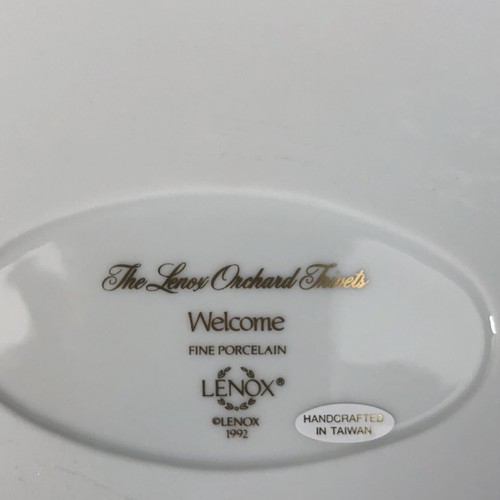 The Lenox Orchard Trivets
Welcome
FINE PORCELAIN
LENOX®
©LENOX
1992
HANDCRAFTED
IN TAIWAN